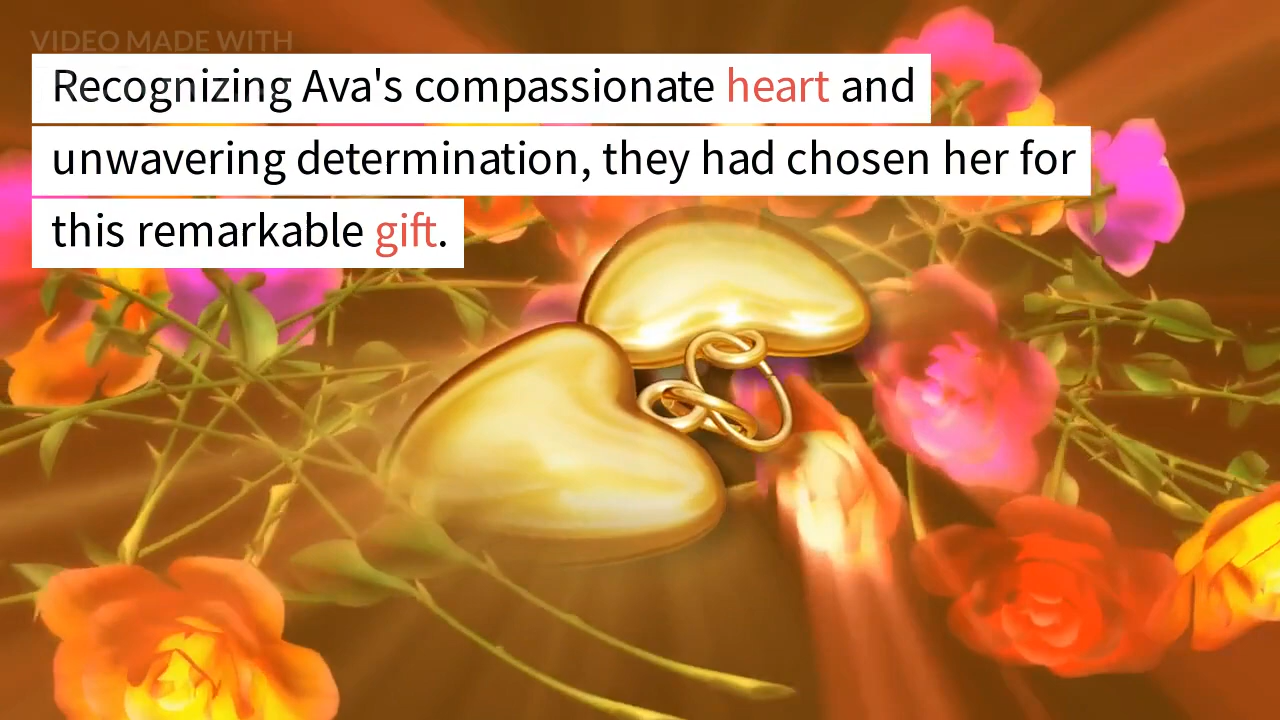 VIDEO MADE WITH
Recognizing Ava's compassionate heart and
unwavering determination, they had chosen her for
this remarkable gift.